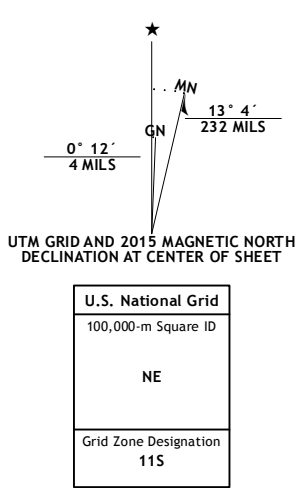 ★
MN
GN
13° 4´
232 MILS
0° 12´
4 MILS
UTM GRID AND 2015 MAGNETIC NORTH
DECLINATION AT CENTER OF SHEET
U.S. National Grid
100,000-m Square ID
NE
Grid Zone Designation
11S